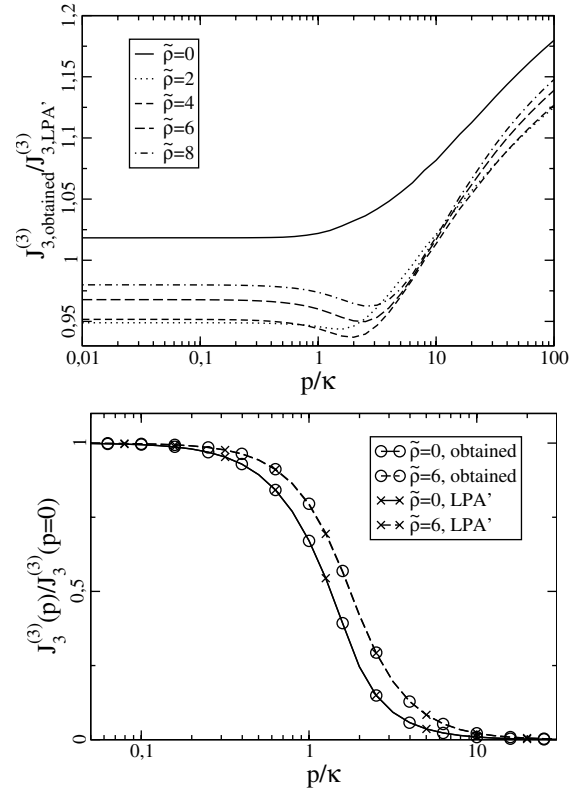 1,2
1,15
1,1
1,05
1
0,95
J^{(3)}_{3,obtained}/J^{(3)}_{3,LPA'}
ρ̃=0
ρ̃=2
ρ̃=4
ρ̃=6
ρ̃=8
0,01 0,1 1 10 100
p/κ
1
0,5
0
J_3^{(3)}(p)/J_3^{(3)}(p=0)
ρ̃=0, obtained
ρ̃=6, obtained
ρ̃=0, LPA'
ρ̃=6, LPA'
0,1 1 10
p/κ